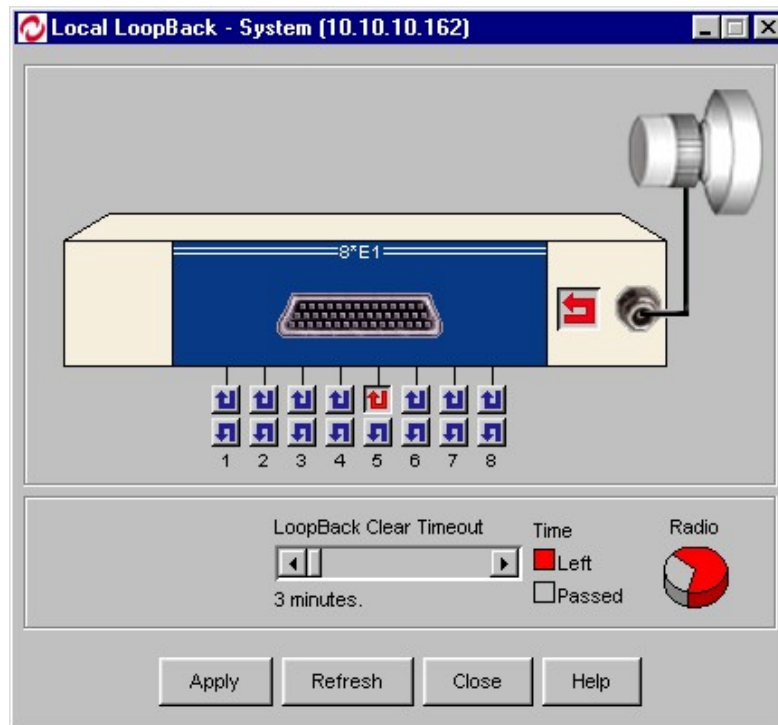 Local LoopBack - System (10.10.10.162)
8*E1
1 2 3 4 5 6 7 8
LoopBack Clear Timeout
3 minutes.
Time
Left
Passed
Radio
Apply Refresh Close Help